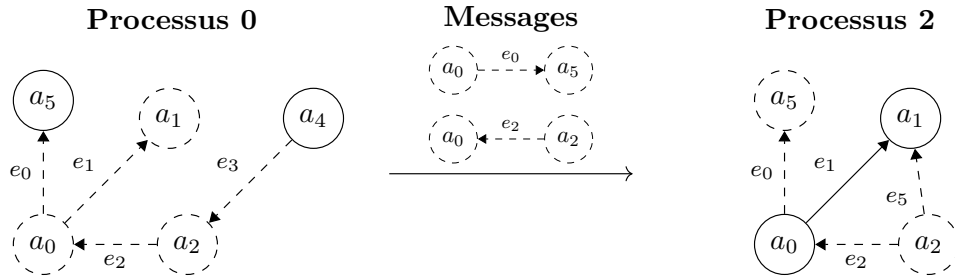 Processus 0
Messages
Processus 2
a0 e0 a5
a0 e2 a2
a5
a1
a4
e0
e1
e3
a0
e2
a2
a5
a1
e0
e1
e5
a0
e2
a2